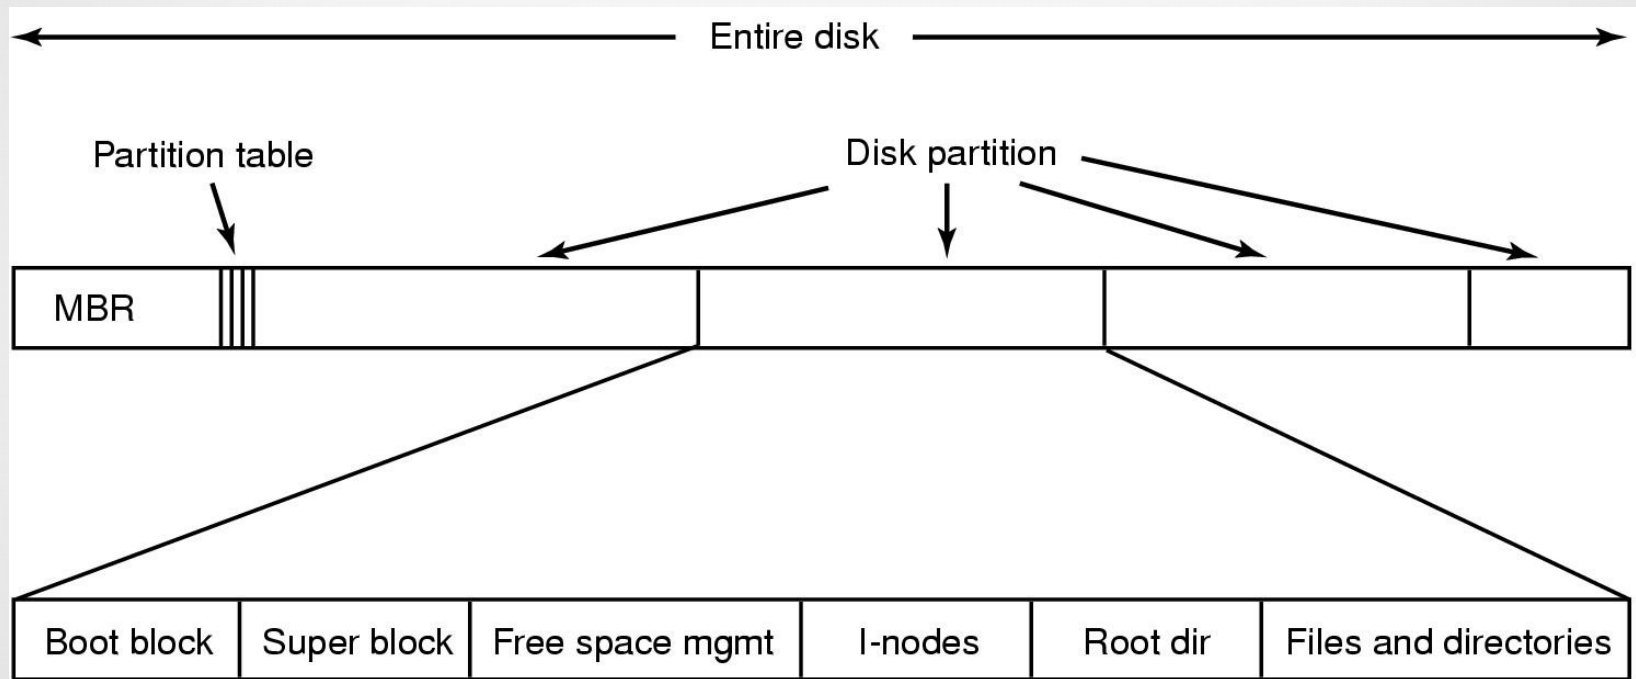 Entire disk
Partition table
Disk partition
MBR
Boot block
Super block
Free space mgmt
I-nodes
Root dir
Files and directories